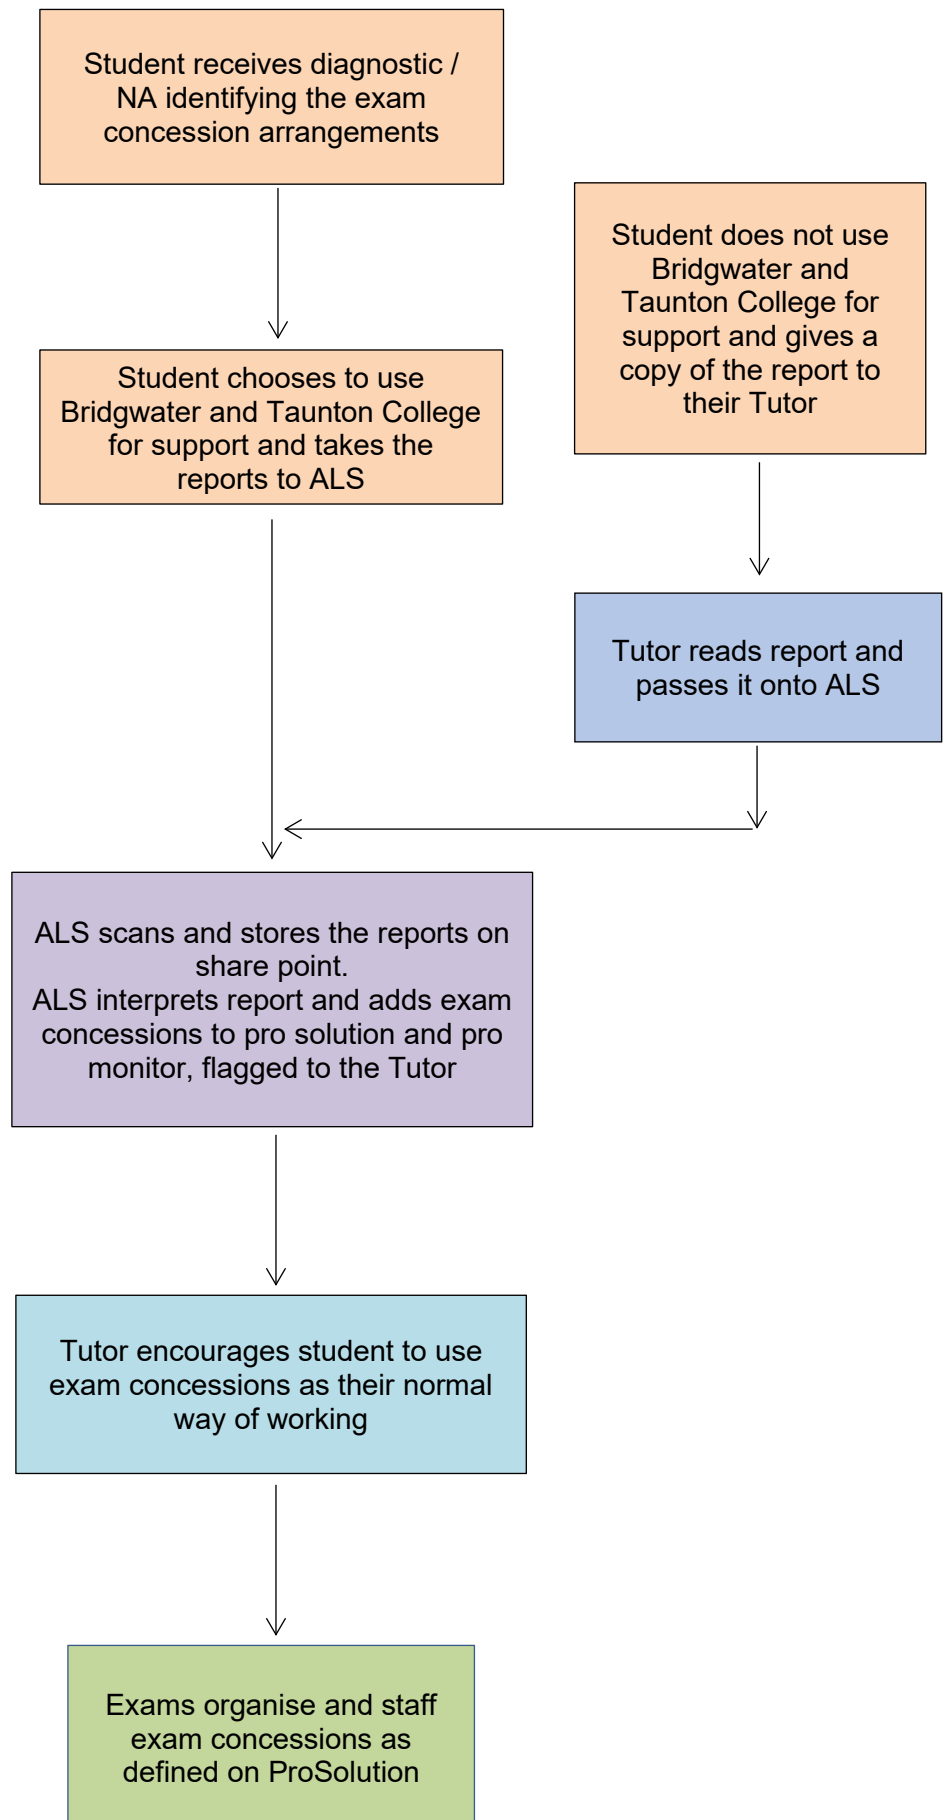 Student receives diagnostic /
NA identifying the exam
concession arrangements
Student does not use
Bridgwater and
Taunton College for
support and gives a
copy of the report to
their Tutor
Student chooses to use
Bridgwater and Taunton College
for support and takes the
reports to ALS
Tutor reads report and
passes it onto ALS
ALS scans and stores the reports on
share point.
ALS interprets report and adds exam
concessions to pro solution and pro
monitor, flagged to the Tutor
Tutor encourages student to use
exam concessions as their normal
way of working
Exams organise and staff
exam concessions as
defined on ProSolution